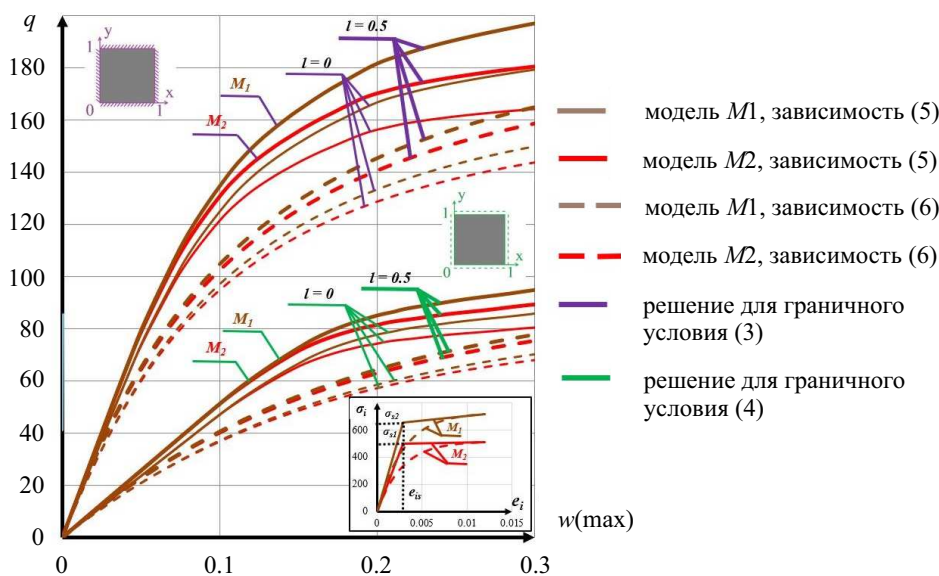 q
180
160
140
120
100
80
60
40
20
0
0
0.1
0.2
0.3
w(max)
y
1
0
1
x
l = 0.5
l = 0
M₁
M₂
y
1
0
1
x
l = 0.5
l = 0
M₁
M₂
σᵢ
σₛ₂
600
σₛ₁
400
200
0
0
0.005
0.01
0.015
M₁
M₂
eᵢₛ
eᵢ
модель M1, зависимость (5)
модель M2, зависимость (5)
модель M1, зависимость (6)
модель M2, зависимость (6)
решение для граничного
условия (3)
решение для граничного
условия (4)